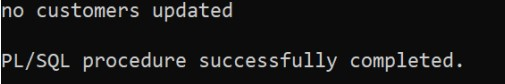 no customers updated
PL/SQL procedure successfully completed.